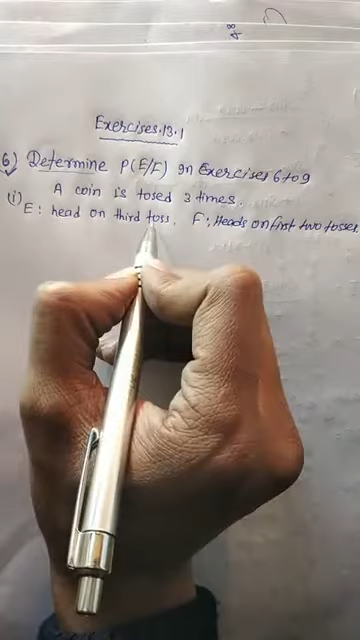 Exercises.13.1
6) Determine P(E/F) In Exercises 6 to 9
A coin is tosed 3 times.
(i) E: head on third toss. F: Heads on first two tosses.